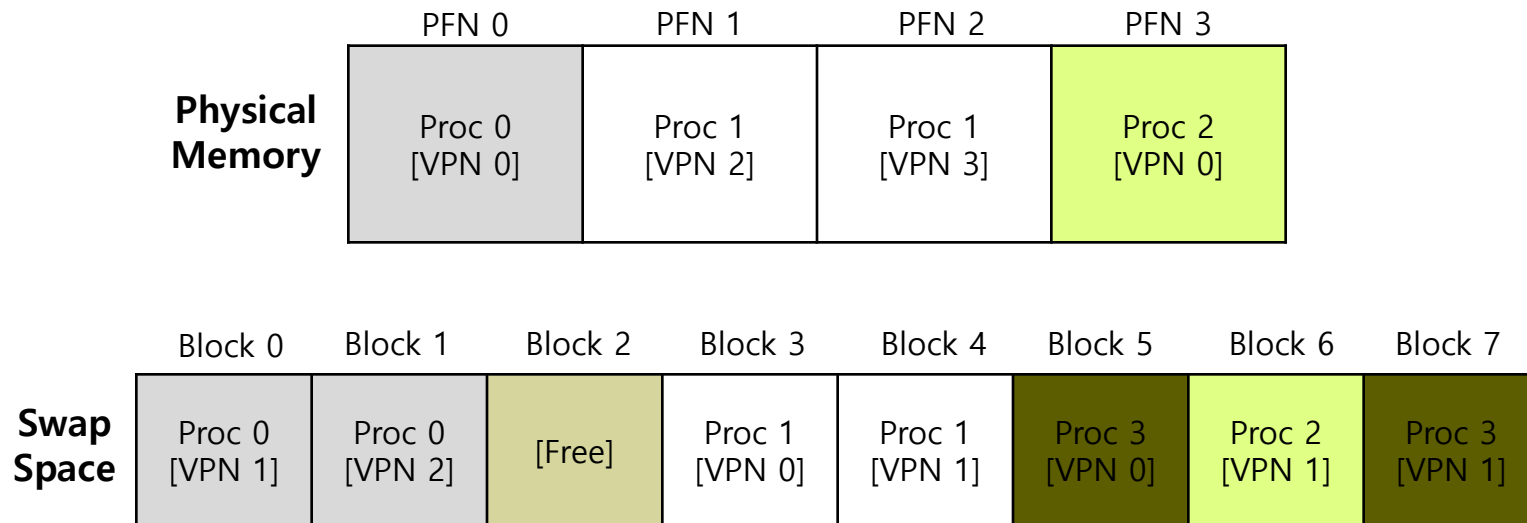 PFN 0 PFN 1 PFN 2 PFN 3
Physical
Memory
Proc 0 Proc 1 Proc 1 Proc 2
[VPN 0] [VPN 2] [VPN 3] [VPN 0]
Block 0 Block 1 Block 2 Block 3 Block 4 Block 5 Block 6 Block 7
Swap
Space
Proc 0 Proc 0 [Free] Proc 1 Proc 1 Proc 3 Proc 2 Proc 3
[VPN 1] [VPN 2] [VPN 0] [VPN 1] [VPN 0] [VPN 1] [VPN 1]